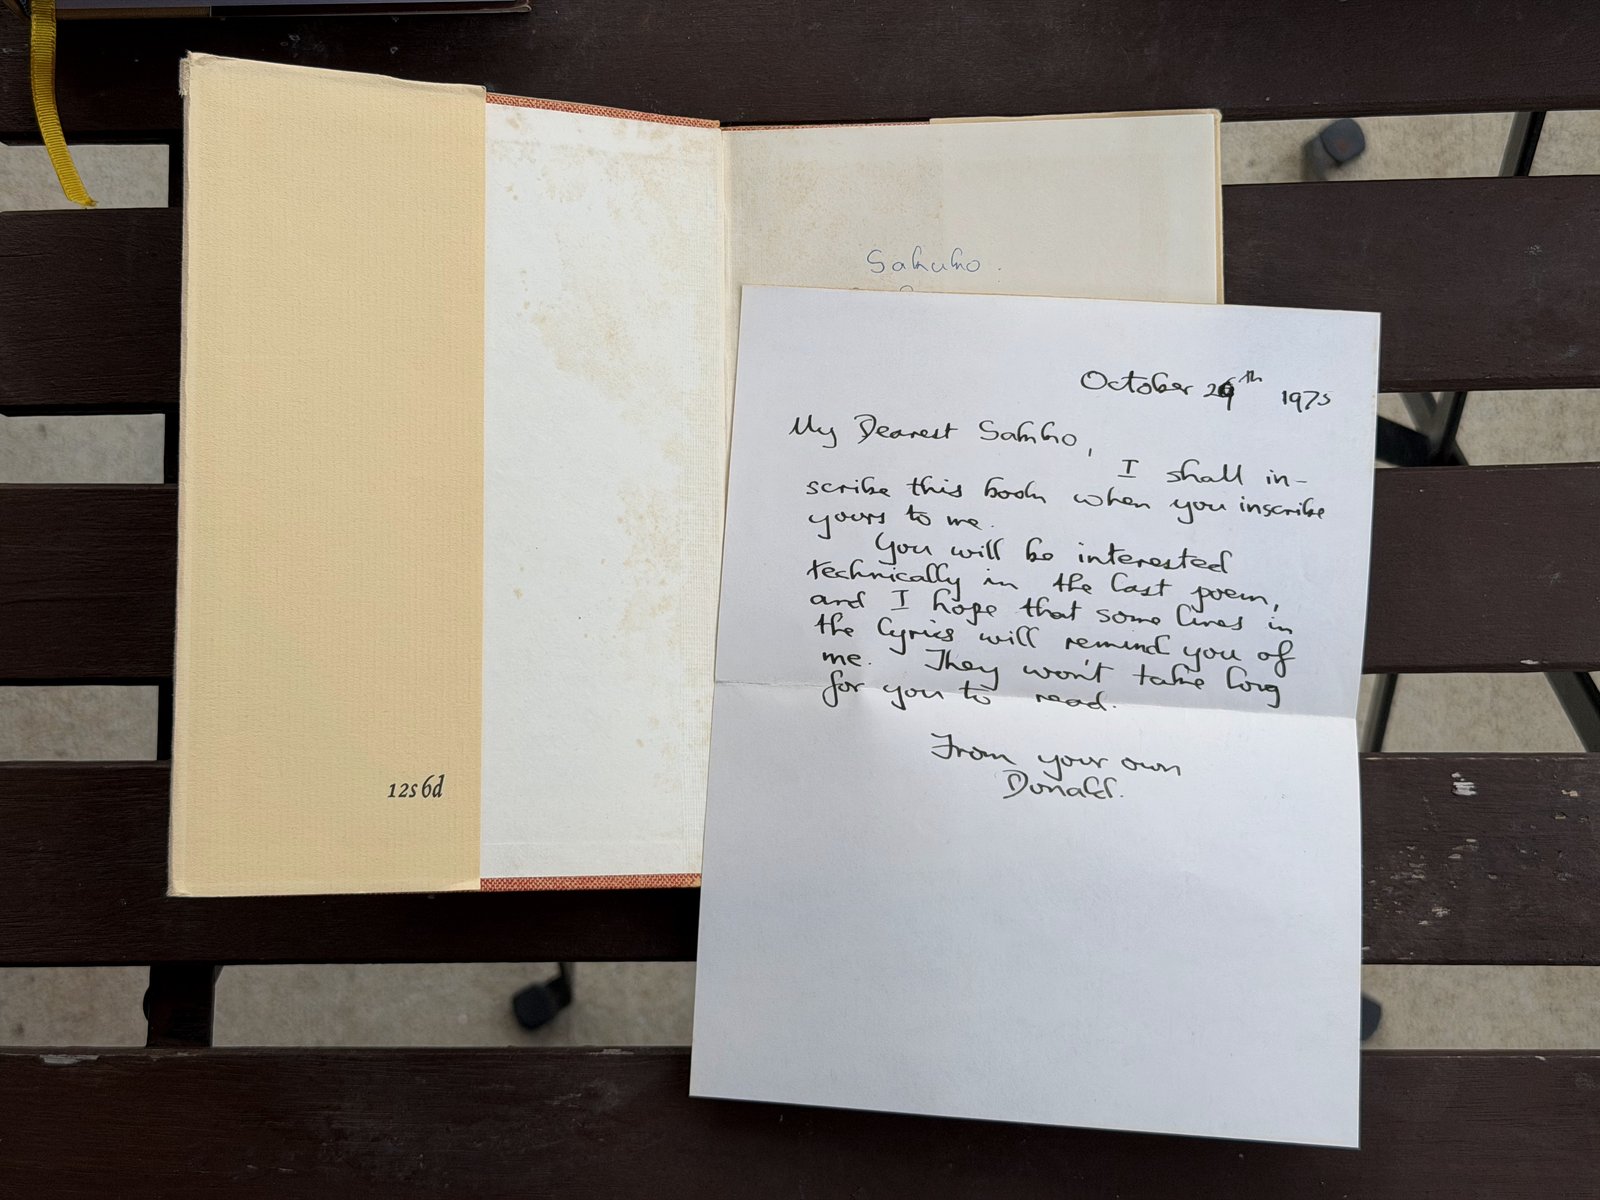 12s 6d
Sahuho.
October 29th 1975
My Dearest Sahuho,
I shall in-
scribe this book when you inscribe
yours to me.
You will be interested
technically in the last poem,
and I hope that some lines in
the lyrics will remind you of
me. They won't take long
for you to read.
From your own
Donald.